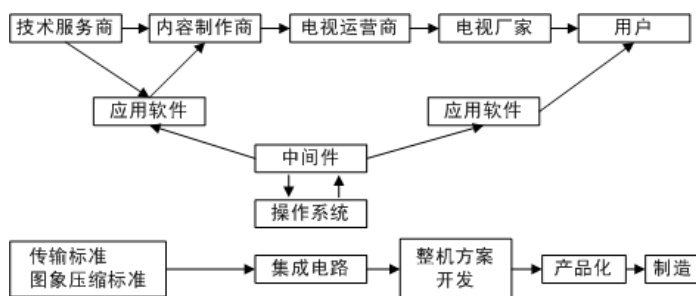 技术服务商
内容制作商
电视运营商
电视厂家
用户
应用软件
应用软件
中间件
操作系统
传输标准
图象压缩标准
集成电路
整机方案
开发
产品化
制造